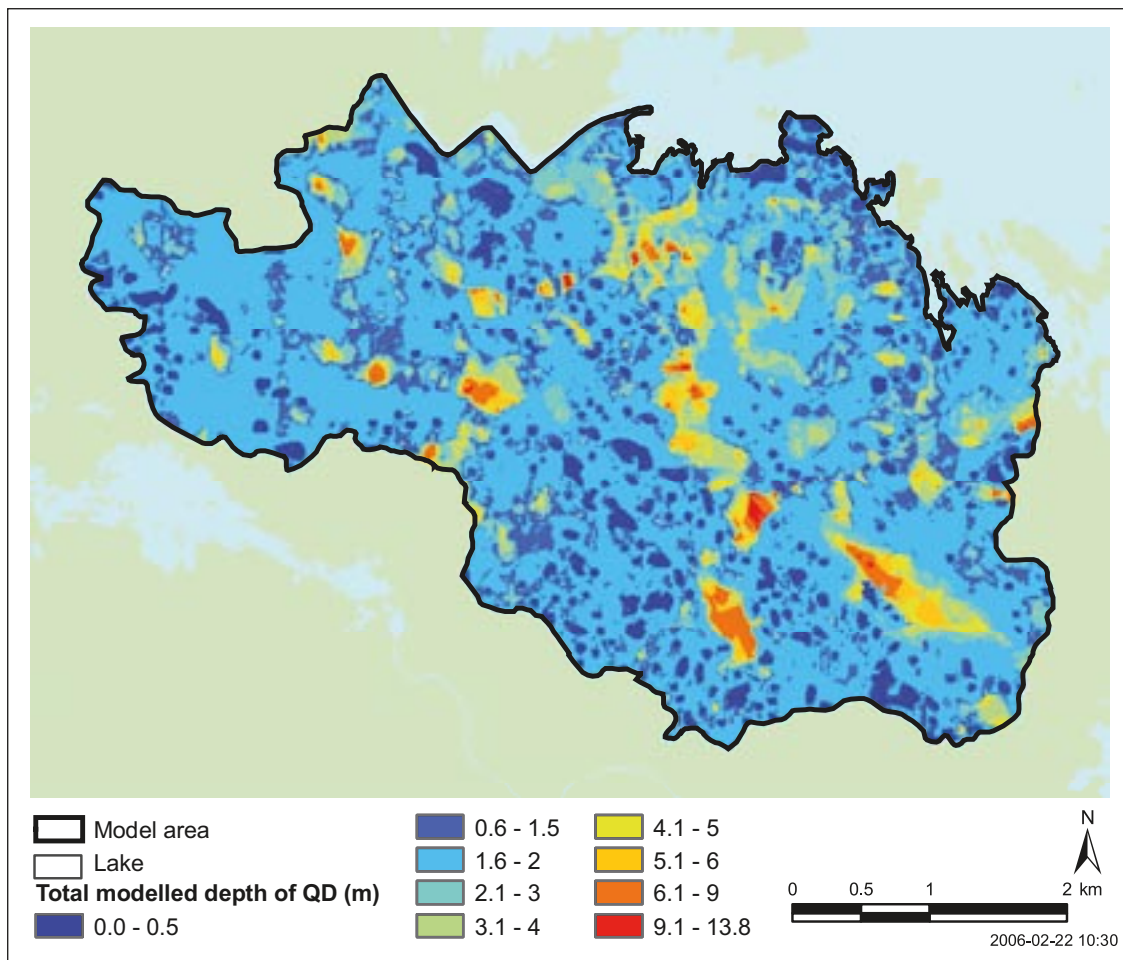 Model area
Lake
Total modelled depth of QD (m)
0.0 - 0.5
0.6 - 1.5
1.6 - 2
2.1 - 3
3.1 - 4
4.1 - 5
5.1 - 6
6.1 - 9
9.1 - 13.8
N
0 0.5 1 2 km
2006-02-22 10:30